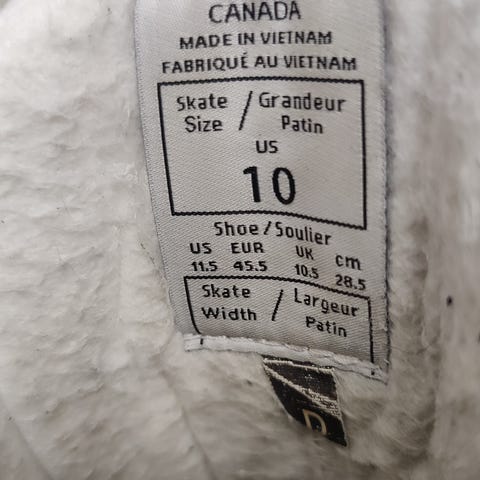 CANADA
MADE IN VIETNAM
FABRIQUÉ AU VIETNAM
Skate / Grandeur
Size Patin
US
10
Shoe / Soulier
US EUR UK cm
11.5 45.5 10.5 28.5
Skate / Largeur
Width Patin
D